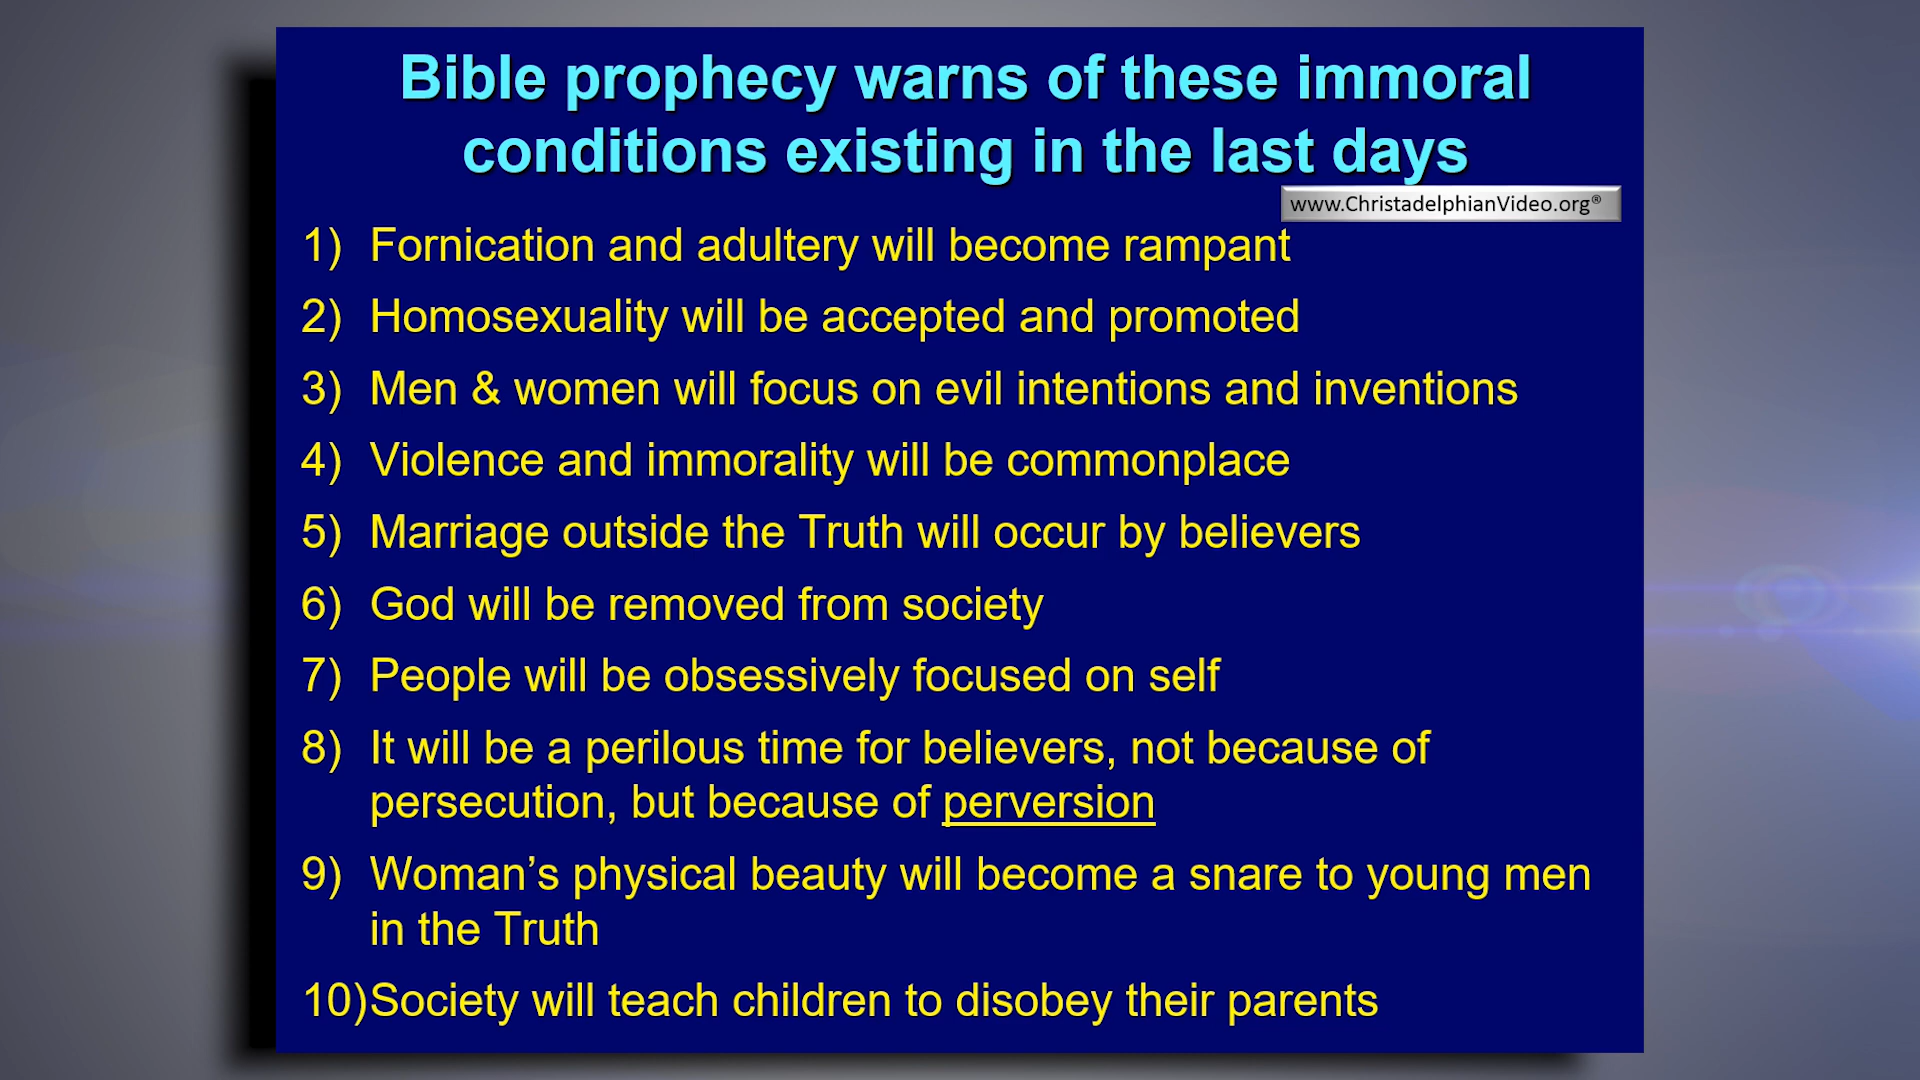 Bible prophecy warns of these immoral
conditions existing in the last days
www.ChristadelphianVideo.org®
1) Fornication and adultery will become rampant
2) Homosexuality will be accepted and promoted
3) Men & women will focus on evil intentions and inventions
4) Violence and immorality will be commonplace
5) Marriage outside the Truth will occur by believers
6) God will be removed from society
7) People will be obsessively focused on self
8) It will be a perilous time for believers, not because of
persecution, but because of perversion
9) Woman’s physical beauty will become a snare to young men
in the Truth
10) Society will teach children to disobey their parents